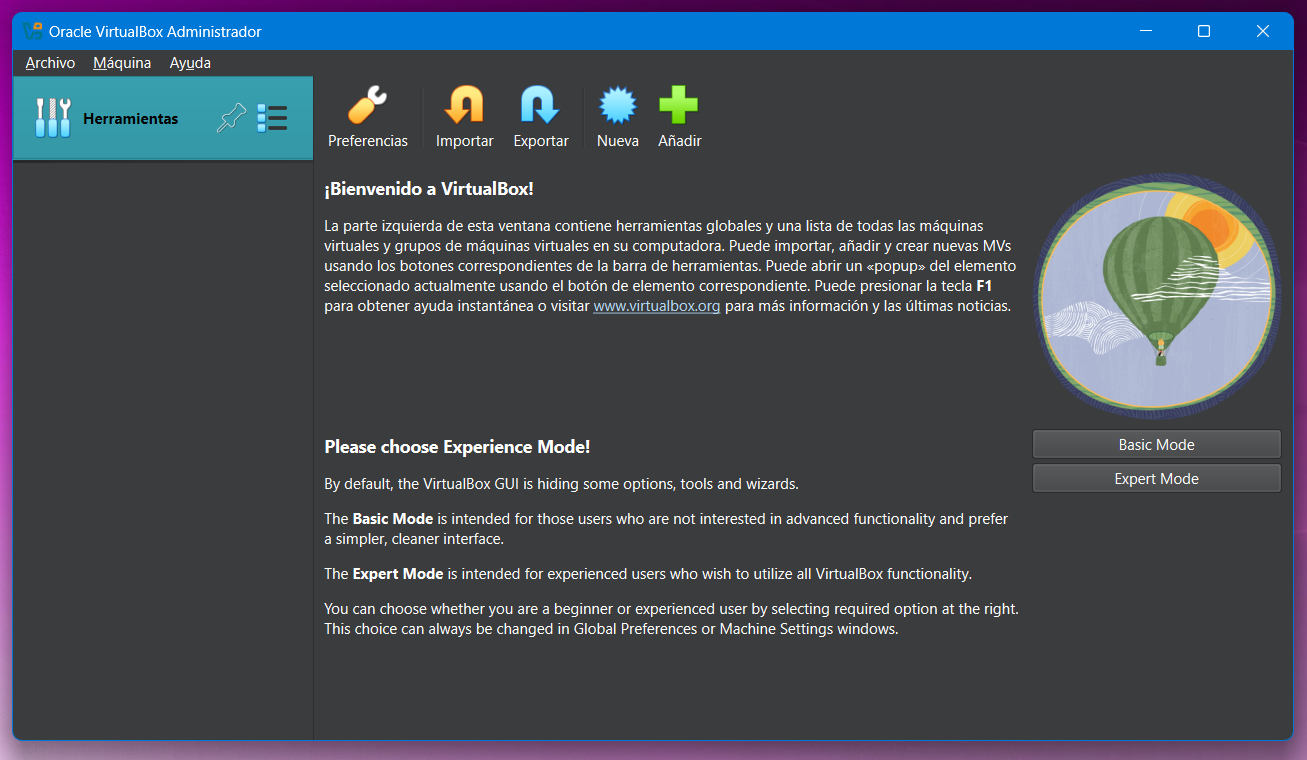 Oracle VirtualBox Administrador
Archivo Máquina Ayuda
Herramientas
Preferencias Importar Exportar Nueva Añadir
¡Bienvenido a VirtualBox!
La parte izquierda de esta ventana contiene herramientas globales y una lista de todas las máquinas
virtuales y grupos de máquinas virtuales en su computadora. Puede importar, añadir y crear nuevas MVs
usando los botones correspondientes de la barra de herramientas. Puede abrir un «popup» del elemento
seleccionado actualmente usando el botón de elemento correspondiente. Puede presionar la tecla F1
para obtener ayuda instantánea o visitar www.virtualbox.org para más información y las últimas noticias.
Please choose Experience Mode!
By default, the VirtualBox GUI is hiding some options, tools and wizards.
The Basic Mode is intended for those users who are not interested in advanced functionality and prefer
a simpler, cleaner interface.
The Expert Mode is intended for experienced users who wish to utilize all VirtualBox functionality.
You can choose whether you are a beginner or experienced user by selecting required option at the right.
This choice can always be changed in Global Preferences or Machine Settings windows.
Basic Mode
Expert Mode